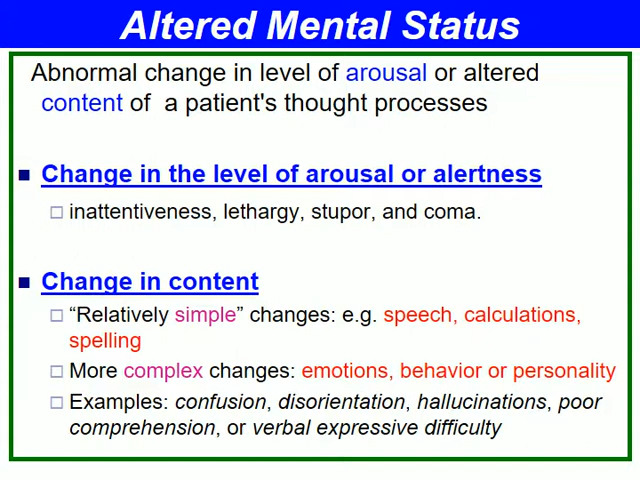 Altered Mental Status
Abnormal change in level of arousal or altered
content of a patient's thought processes
Change in the level of arousal or alertness
inattentiveness, lethargy, stupor, and coma.
Change in content
“Relatively simple” changes: e.g. speech, calculations,
spelling
More complex changes: emotions, behavior or personality
Examples: confusion, disorientation, hallucinations, poor
comprehension, or verbal expressive difficulty